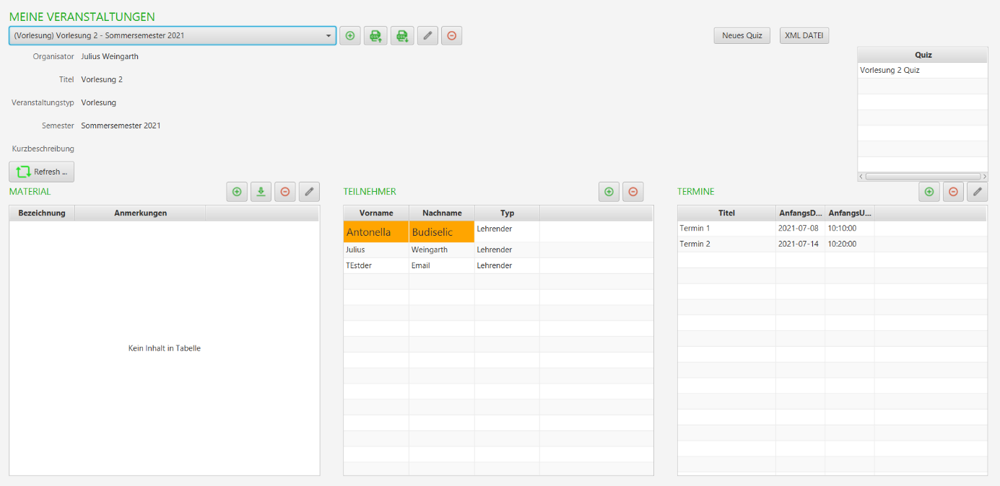 MEINE VERANSTALTUNGEN
(Vorlesung) Vorlesung 2 - Sommersemester 2021
Neues Quiz XML DATEI
Organisator Julius Weingarth
Titel Vorlesung 2
Veranstaltungstyp Vorlesung
Semester Sommersemester 2021
Kurzbeschreibung
Quiz
Vorlesung 2 Quiz
Refresh ...
MATERIAL
Bezeichnung Anmerkungen
Kein Inhalt in Tabelle
TEILNEHMER
Vorname Nachname Typ
Antonella Budiselic Lehrender
Julius Weingarth Lehrender
TEstder Email Lehrender
TERMINE
Titel AnfangsD... AnfangsU...
Termin 1 2021-07-08 10:10:00
Termin 2 2021-07-14 10:20:00